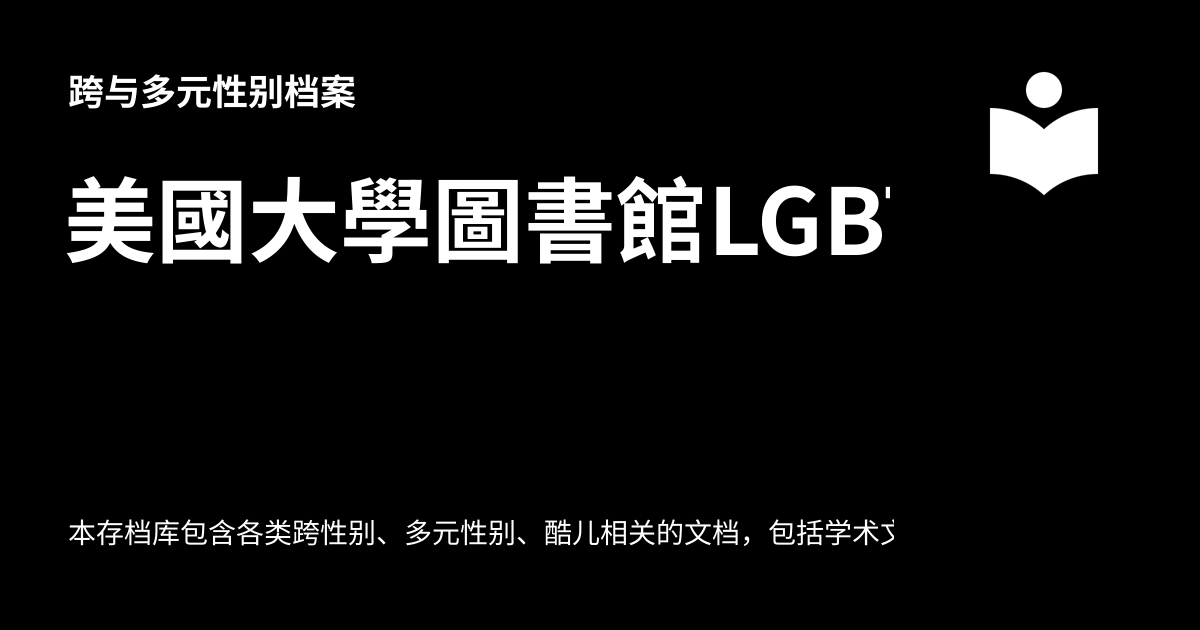 跨与多元性别档案
美國大學圖書館LGB
本存档库包含各类跨性别、多元性别、酷儿相关的文档，包括学术